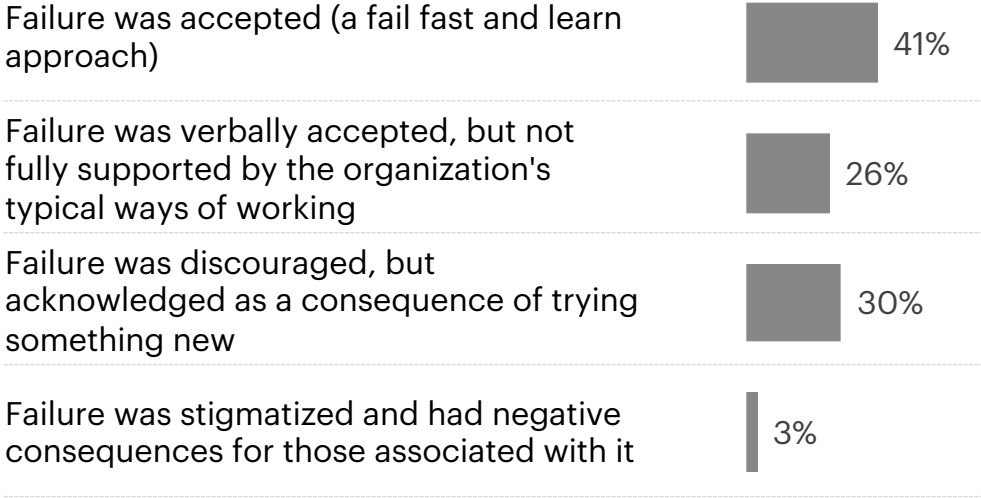 Failure was accepted (a fail fast and learn
approach)
41%
Failure was verbally accepted, but not
fully supported by the organization's
typical ways of working
26%
Failure was discouraged, but
acknowledged as a consequence of trying
something new
30%
Failure was stigmatized and had negative
consequences for those associated with it
3%